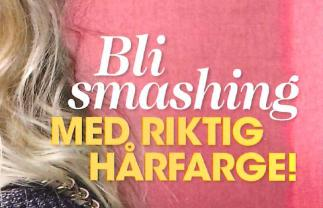 Bli
smashing
MED RIKTIG
HÅRFARGE!